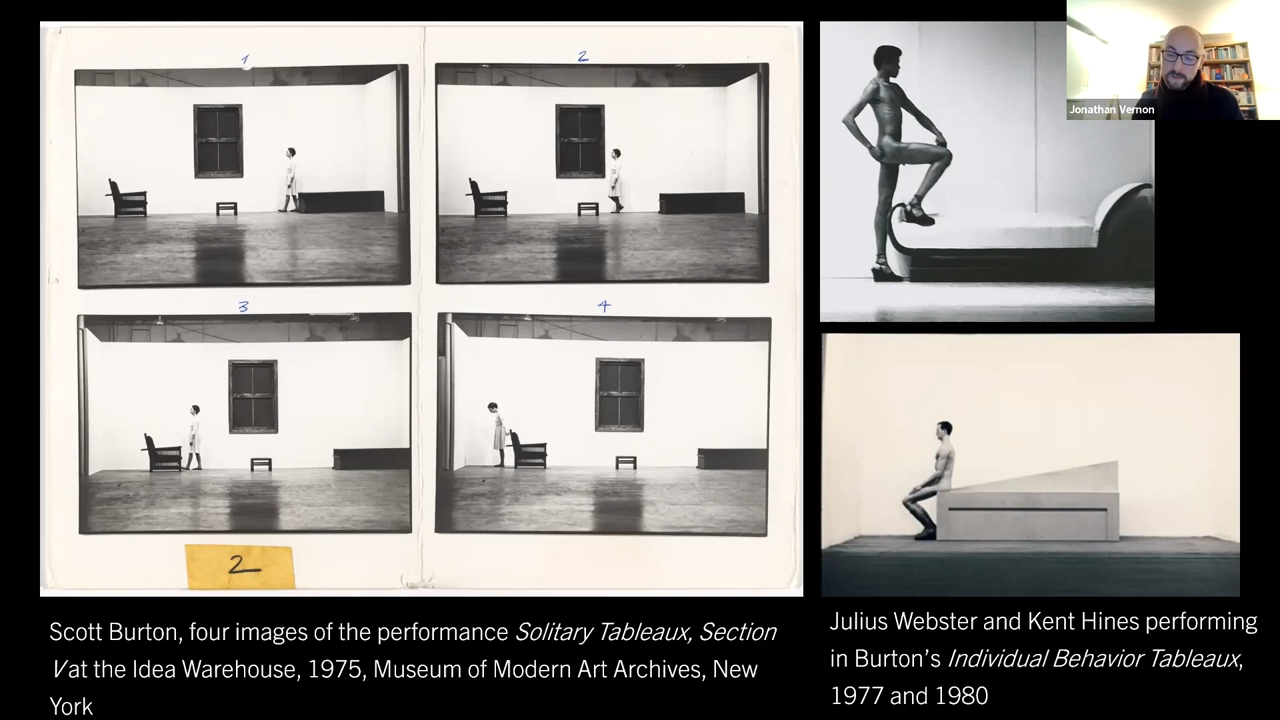 1
2
3
4
2
Jonathan Vernon
Scott Burton, four images of the performance Solitary Tableaux, Section
V at the Idea Warehouse, 1975, Museum of Modern Art Archives, New
York
Julius Webster and Kent Hines performing
in Burton’s Individual Behavior Tableaux,
1977 and 1980